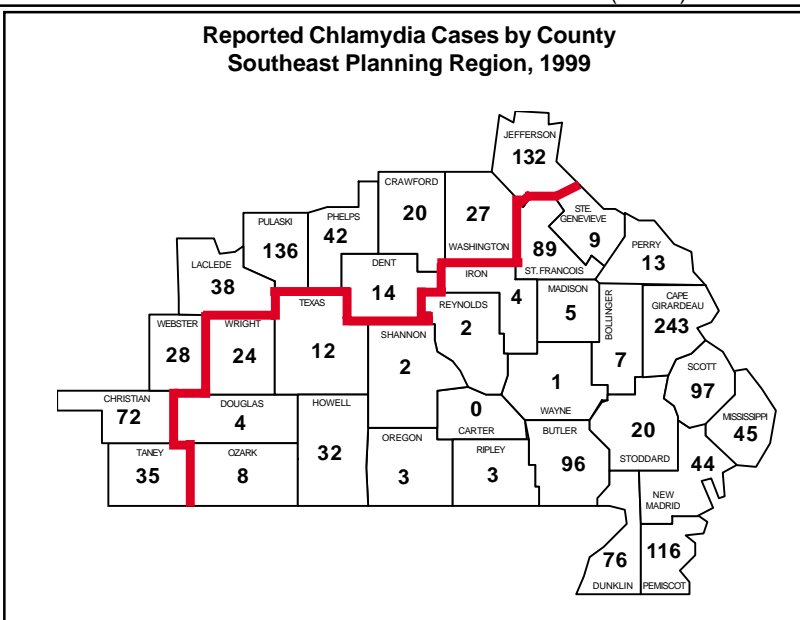 Reported Chlamydia Cases by County
Southeast Planning Region, 1999
JEFFERSON
132
CRAWFORD
20
27
WASHINGTON
STE.
GENEVIEVE
9
PULASKI
136
PHELPS
42
89
ST. FRANCOIS
PERRY
13
LACLEDE
38
DENT
14
IRON
4
MADISON
5
TEXAS
12
REYNOLDS
2
BOLLINGER
7
CAPE
GIRARDEAU
243
WEBSTER
28
WRIGHT
24
SHANNON
2
SCOTT
97
CHRISTIAN
72
DOUGLAS
4
HOWELL
32
0
CARTER
1
WAYNE
MISSISSIPPI
45
TANEY
35
OZARK
8
OREGON
3
RIPLEY
3
BUTLER
96
20
STODDARD
44
NEW
MADRID
76
DUNKLIN
116
PEMISCOT